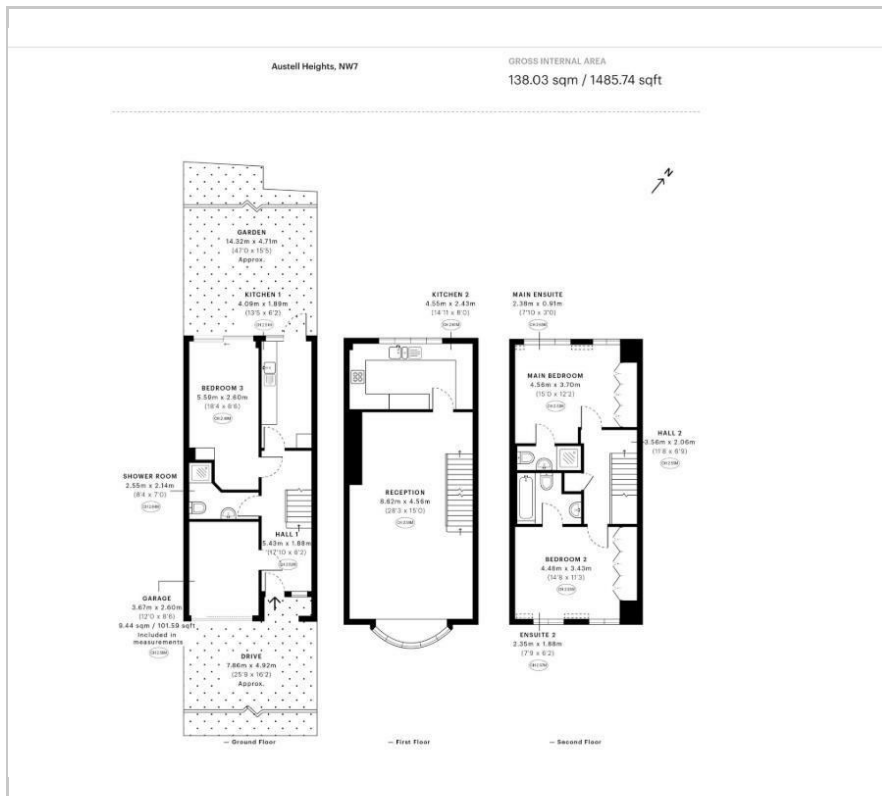 Austell Heights, NW7
GROSS INTERNAL AREA
138.03 sqm / 1485.74 sqft
N
GARDEN
14.32m x 4.71m
(47'0 x 15'5)
Approx.
KITCHEN 1
4.09m x 1.89m
(13'5 x 6'2)
BEDROOM 3
5.58m x 2.60m
(18'4 x 8'6)
SHOWER ROOM
2.55m x 2.14m
(8'4 x 7'0)
HALL 1
5.43m x 1.88m
(17'10 x 6'2)
GARAGE
3.67m x 2.60m
(12'0 x 8'6)
9.44 sqm / 101.59 sqft
Included in
measurements
DRIVE
7.86m x 4.92m
(25'9 x 16'2)
Approx.
— Ground Floor
KITCHEN 2
4.55m x 2.43m
(14'11 x 8'0)
RECEPTION
8.62m x 4.56m
(28'3 x 15'0)
— First Floor
MAIN ENSUITE
2.38m x 0.91m
(7'10 x 3'0)
MAIN BEDROOM
4.58m x 3.70m
(15'0 x 12'2)
HALL 2
3.56m x 2.06m
(11'8 x 6'9)
BEDROOM 2
4.48m x 3.43m
(14'8 x 11'3)
ENSUITE 2
2.35m x 1.88m
(7'9 x 6'2)
— Second Floor